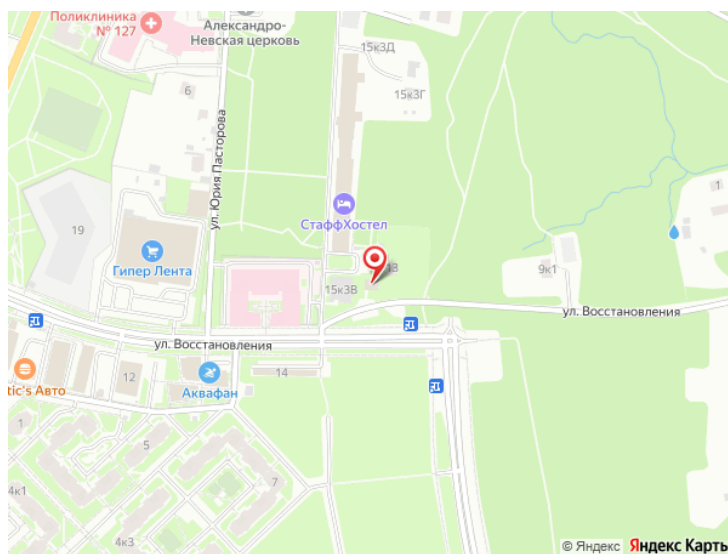 Поликлиника
№ 127
Александро-
Невская церковь
15к3Д
15к3Г
6
ул. Юрия Пасторова
СтаффХостел
19
Гипер Лента
15к3В
13
9к1
1
ул. Восстановления
ул. Восстановления
tic's Авто
12
Аквафан
14
1
5
7
4к1
4к3
© Яндекс Яндекс Карты